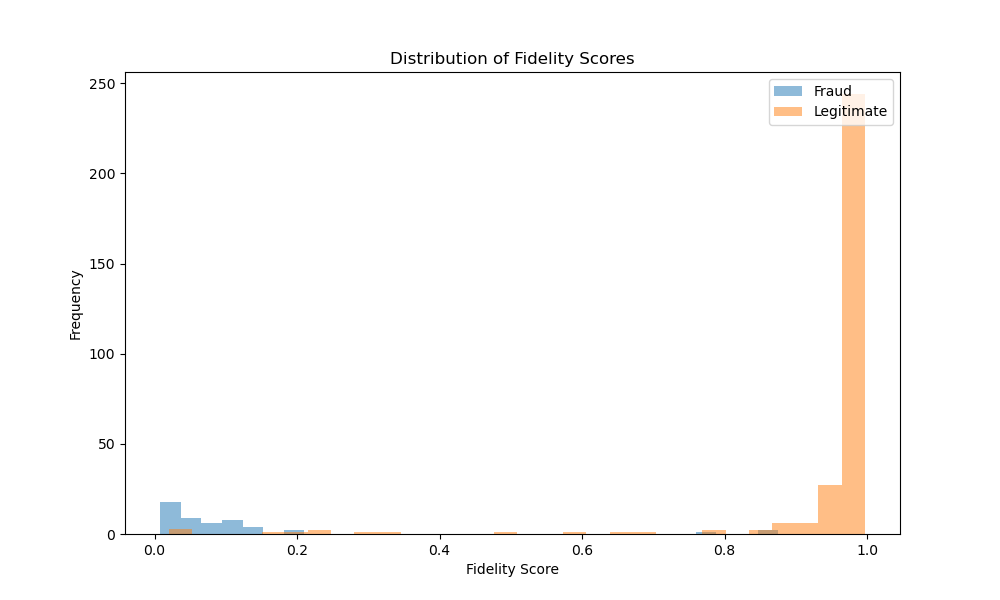 Distribution of Fidelity Scores
Fraud
Legitimate
250
200
150
100
50
0
Frequency
0.0 0.2 0.4 0.6 0.8 1.0
Fidelity Score